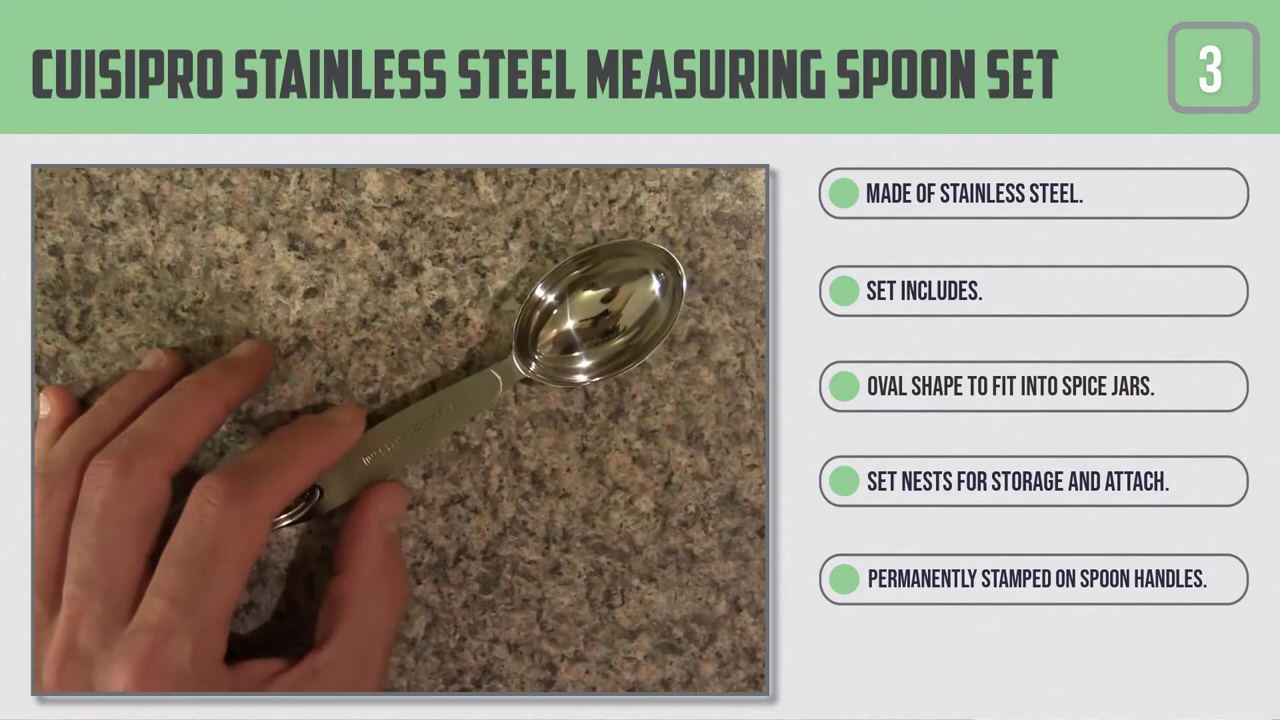 CUISIPRO STAINLESS STEEL MEASURING SPOON SET
3
MADE OF STAINLESS STEEL.
SET INCLUDES.
OVAL SHAPE TO FIT INTO SPICE JARS.
SET NESTS FOR STORAGE AND ATTACH.
PERMANENTLY STAMPED ON SPOON HANDLES.